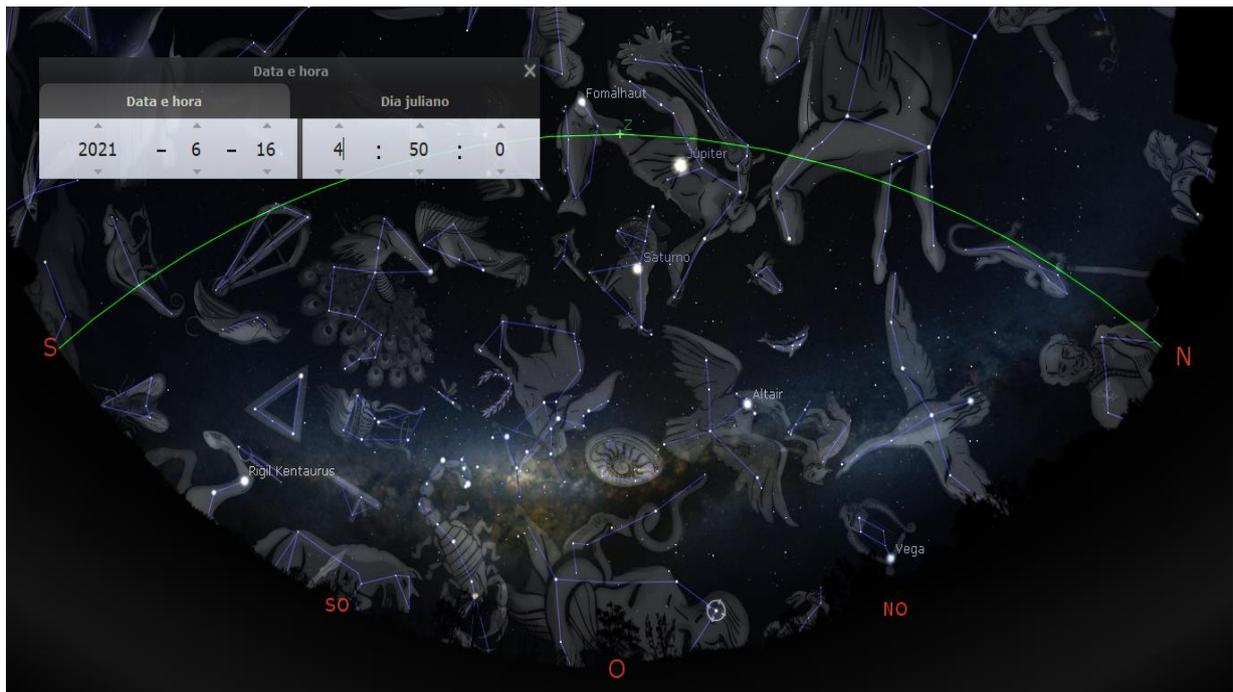 Data e hora ×
Data e hora Dia juliano
2021 – 6 – 16 4 : 50 : 0
Fomalhaut
Z
Júpiter
Saturno
S
N
Altair
Rigil Kentaurus
Vega
SO
NO
O